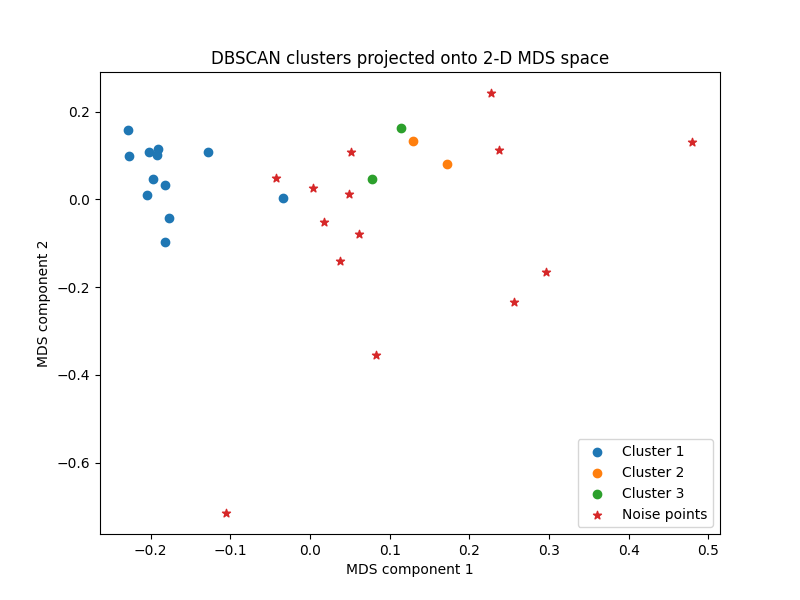 DBSCAN clusters projected onto 2-D MDS space
MDS component 2
0.2
0.0
−0.2
−0.4
−0.6
−0.2 −0.1 0.0 0.1 0.2 0.3 0.4 0.5
MDS component 1
Cluster 1
Cluster 2
Cluster 3
Noise points